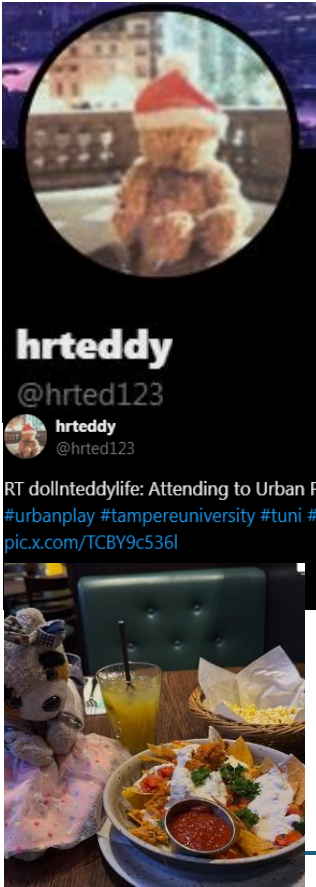 hrteddy
@hrted123
hrteddy
@hrted123
RT dollnteddylife: Attending to Urban
#urbanplay #tampereuniversity #tuni #
pic.x.com/TCBY9c536l